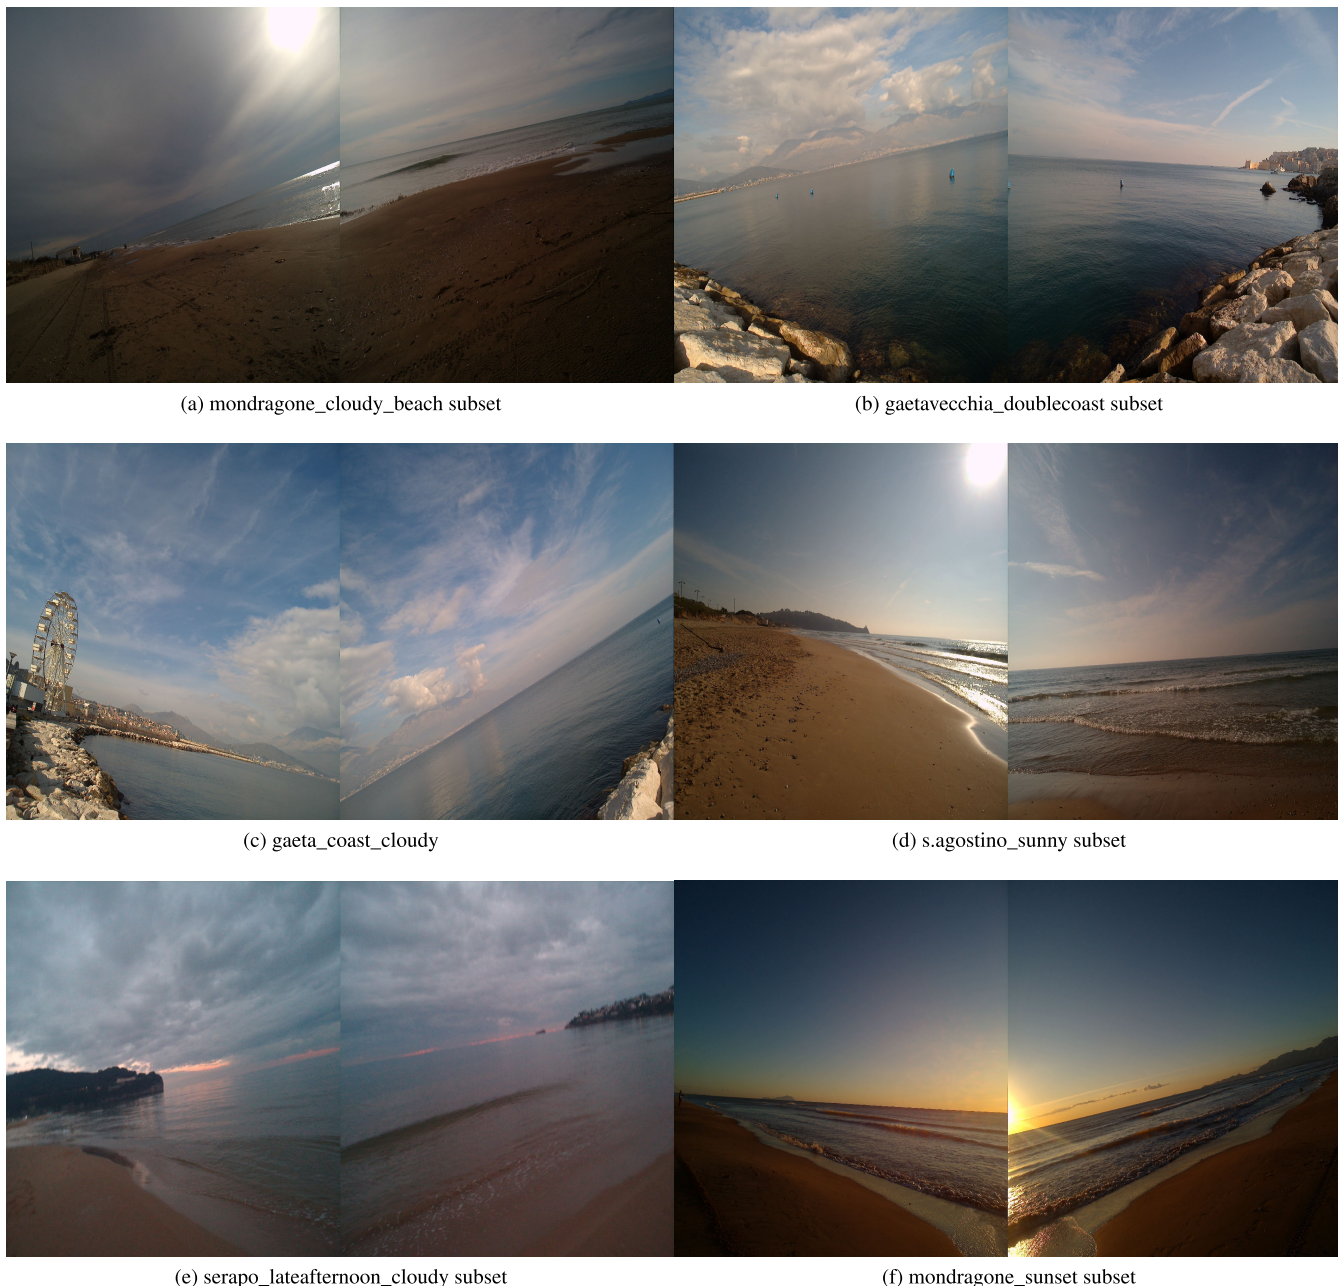 (a) mondragone_cloudy_beach subset
(b) gaetavecchia_doublecoast subset
(c) gaeta_coast_cloudy
(d) s.agostino_sunny subset
(e) serapo_lateafternoon_cloudy subset
(f) mondragone_sunset subset